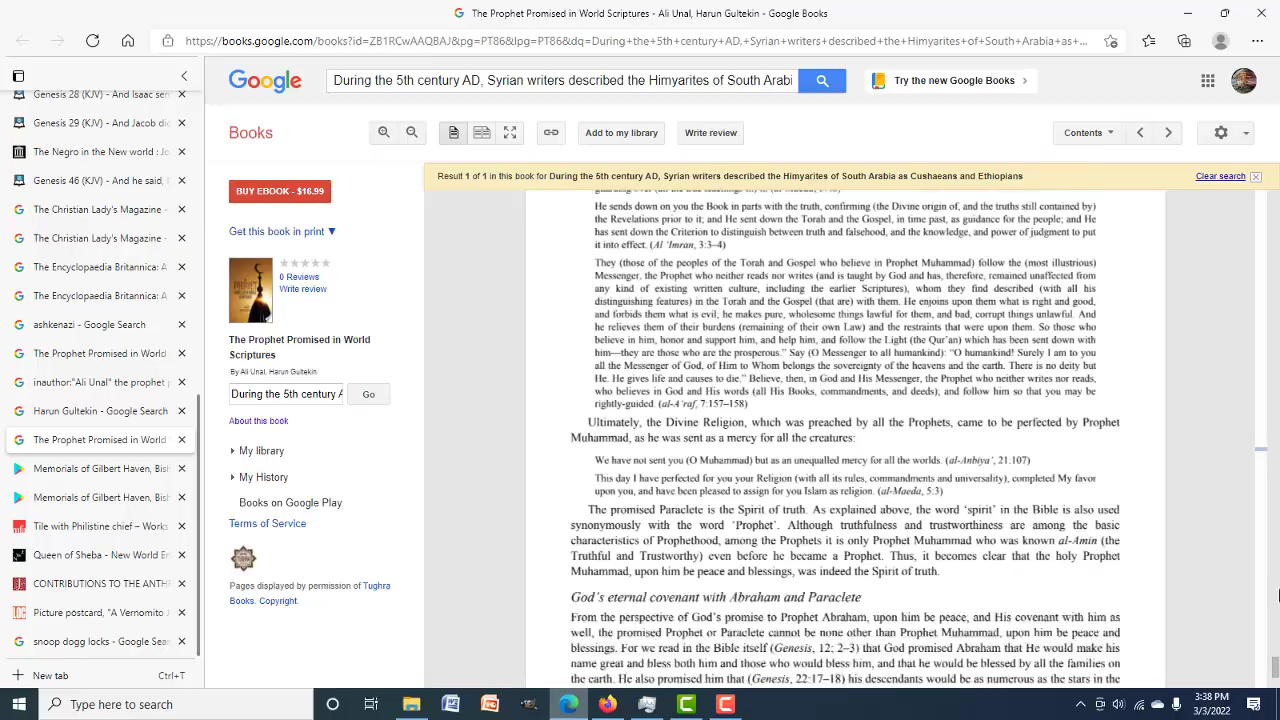 The Prophet Promised in World Scriptures - Ali Unal, Harun Gultekin - Google Books
https://books.google.com/books?id=ZB1RCwAAQBAJ&pg=PT86&lpg=PT86&dq=During+the+5th+century+AD,+Syrian+writers+described+the+Himyarites+of+South+Arabia+as+...
Genesis 28 (KJV) - And Isaac sen
Genesis 29 (KJV) - And Jacob di
The Negro in the New world : Jo
Genesis 46 (KJV) - And he said,
The Christian Lady's Magazine -
The Christian Lady's Magazine -
The Encyclopaedia Britannica: A
The Encyclopaedia Britannica: A
ashkenazi - Google Search
The Prophet Promised in World
inauthor:"Ali Unal" the prophet
Harun Gultekin - Google Search
The Prophet Promised in World
Memorials of Gilbert Haven, Bish
Memorials of Gilbert Haven, Bish
Tile with Philistine chief – Works
Queen of Sheba - New World En
CONTRIBUTIONS TO THE ANTH
Picture postcard, "A Vernomito J
snoop dogg locks - Google Sear
New tab Ctrl+T
Google
During the 5th century AD, Syrian writers described the Himyarites of South Arabi
Try the new Google Books
Books
Add to my library
Write review
Contents
BUY EBOOK - $16.99
Get this book in print ▼
0 Reviews
Write review
The Prophet Promised in World
Scriptures
By Ali Unal, Harun Gultekin
During the 5th century A
Go
About this book
My library
My History
Books on Google Play
Terms of Service
Pages displayed by permission of Tughra
Books. Copyright.
Result 1 of 1 in this book for During the 5th century AD, Syrian writers described the Himyarites of South Arabia as Cushaeans and Ethiopians
Clear search
He sends down on you the Book in parts with the truth, confirming (the Divine origin of, and the truths still contained by)
the Revelations prior to it; and He sent down the Torah and the Gospel, in time past, as guidance for the people; and He
has sent down the Criterion to distinguish between truth and falsehood, and the knowledge, and power of judgment to put
it into effect. (Al ‘Imran, 3:3–4)
They (those of the peoples of the Torah and Gospel who believe in Prophet Muhammad) follow the (most illustrious)
Messenger, the Prophet who neither reads nor writes (and is taught by God and has, therefore, remained unaffected from
any kind of existing written culture, including the earlier Scriptures), whom they find described (with all his
distinguishing features) in the Torah and the Gospel (that are) with them. He enjoins upon them what is right and good,
and forbids them what is evil; he makes pure, wholesome things lawful for them, and bad, corrupt things unlawful. And
he relieves them of their burdens (remaining of their own Law) and the restraints that were upon them. So those who
believe in him, honor and support him, and help him, and follow the Light (the Qur’an) which has been sent down with
him—they are those who are the prosperous.” Say (O Messenger to all humankind): “O humankind! Surely I am to you
all the Messenger of God, of Him to Whom belongs the sovereignty of the heavens and the earth. There is no deity but
He. He gives life and causes to die.” Believe, then, in God and His Messenger, the Prophet who neither writes nor reads,
who believes in God and His words (all His Books, commandments, and deeds); and follow him so that you may be
rightly-guided. (al-A‘raf, 7:157–158)
Ultimately, the Divine Religion, which was preached by all the Prophets, came to be perfected by Prophet
Muhammad, as he was sent as a mercy for all the creatures:
We have not sent you (O Muhammad) but as an unequalled mercy for all the worlds. (al-Anbiya’, 21:107)
This day I have perfected for you your Religion (with all its rules, commandments and universality), completed My favor
upon you, and have been pleased to assign for you Islam as religion. (al-Maeda, 5:3)
The promised Paraclete is the Spirit of truth. As explained above, the word ‘spirit’ in the Bible is also used
synonymously with the word ‘Prophet’. Although truthfulness and trustworthiness are among the basic
characteristics of Prophethood, among the Prophets it is only Prophet Muhammad who was known al-Amin (the
Truthful and Trustworthy) even before he became a Prophet. Thus, it becomes clear that the holy Prophet
Muhammad, upon him be peace and blessings, was indeed the Spirit of truth.
God’s eternal covenant with Abraham and Paraclete
From the perspective of God’s promise to Prophet Abraham, upon him be peace, and His covenant with him as
well, the promised Prophet or Paraclete cannot be none other than Prophet Muhammad, upon him be peace and
blessings. For we read in the Bible itself (Genesis, 12; 2–3) that God promised Abraham that He would make his
name great and bless both him and those who would bless him, and that he would be blessed by all the families on
the earth. He also promised him that (Genesis, 22:17–18) his descendants would be as numerous as the stars in the
Type here to search
3:38 PM
3/3/2022